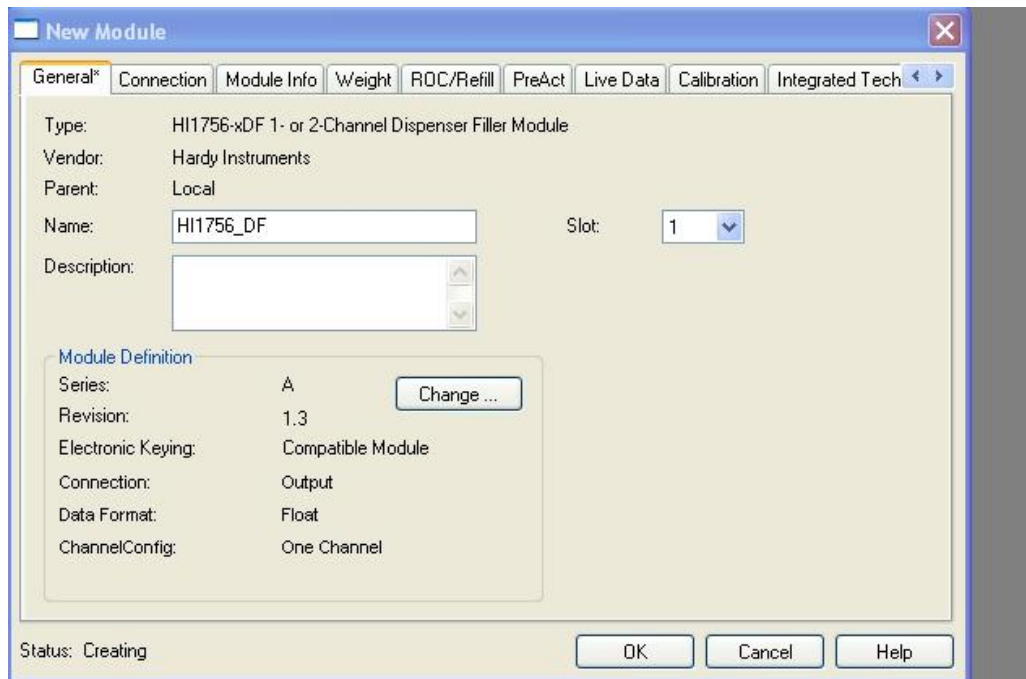 New Module
General* Connection Module Info Weight ROC/Refill PreAct Live Data Calibration Integrated Tech
Type: HI1756-xDF 1- or 2-Channel Dispenser Filler Module
Vendor: Hardy Instruments
Parent: Local
Name: HI1756_DF Slot: 1
Description:
Module Definition
Series: A Change ...
Revision: 1.3
Electronic Keying: Compatible Module
Connection: Output
Data Format: Float
ChannelConfig: One Channel
Status: Creating OK Cancel Help